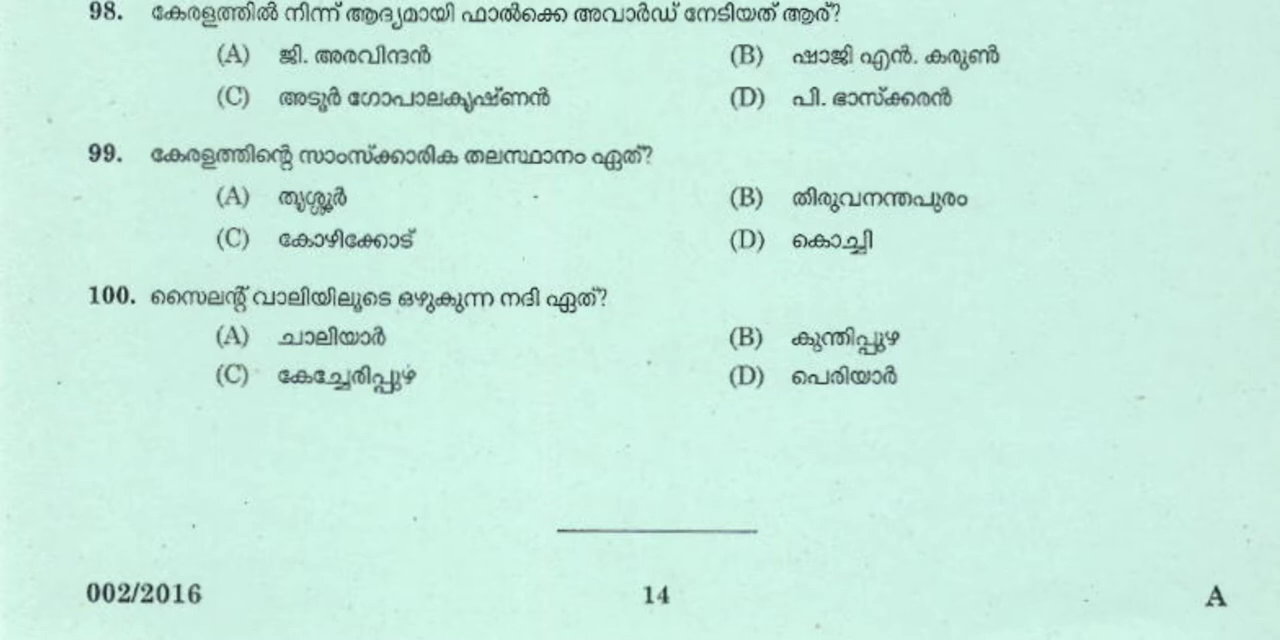 98. കേരളത്തിൽ നിന്ന് ആദ്യമായി ഫാൽക്കെ അവാർഡ് നേടിയത് ആര്?
(A) ജി. അരവിന്ദൻ (B) ഷാജി എൻ. കരുൺ
(C) അടൂർ ഗോപാലകൃഷ്ണൻ (D) പി. ഭാസ്ക്കരൻ
99. കേരളത്തിന്റെ സാംസ്ക്കാരിക തലസ്ഥാനം ഏത്?
(A) തൃശ്ശൂർ (B) തിരുവനന്തപുരം
(C) കോഴിക്കോട് (D) കൊച്ചി
100. സൈലന്റ് വാലിയിലൂടെ ഒഴുകുന്ന നദി ഏത്?
(A) ചാലിയാർ (B) കുന്തിപ്പുഴ
(C) കേച്ചേരിപ്പുഴ (D) പെരിയാർ
002/2016 14 A